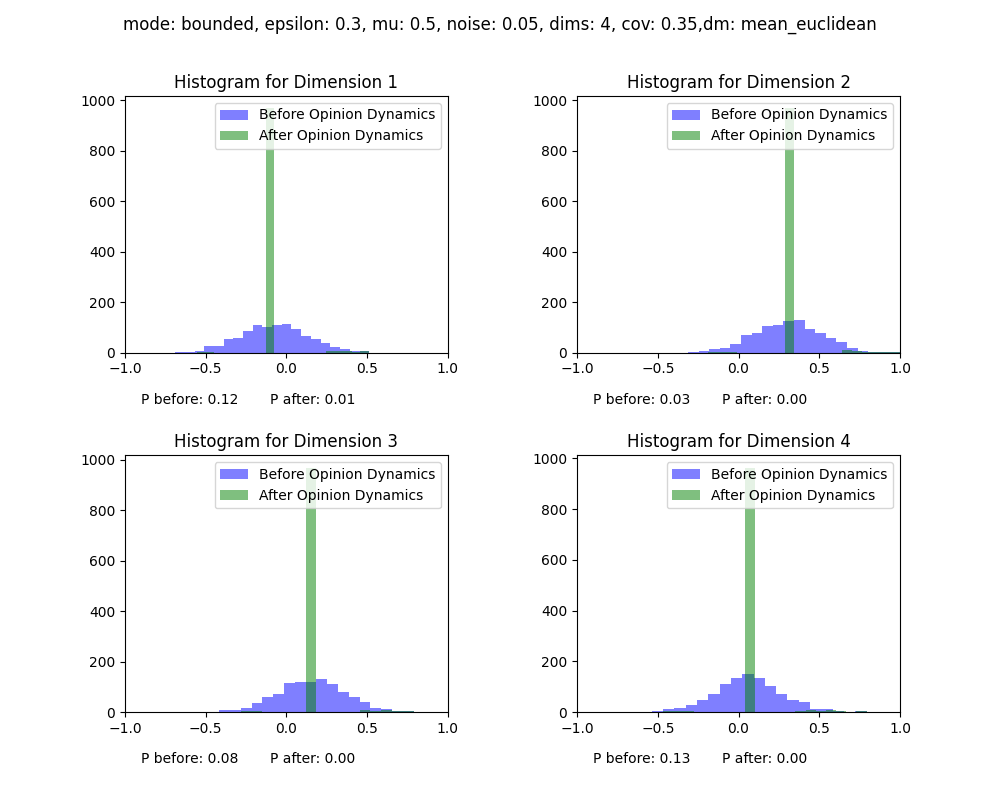 mode: bounded, epsilon: 0.3, mu: 0.5, noise: 0.05, dims: 4, cov: 0.35,dm: mean_euclidean
Histogram for Dimension 1
Before Opinion Dynamics
After Opinion Dynamics
1000
800
600
400
200
0
−1.0 −0.5 0.0 0.5 1.0
P before: 0.12 P after: 0.01
Histogram for Dimension 2
Before Opinion Dynamics
After Opinion Dynamics
1000
800
600
400
200
0
−1.0 −0.5 0.0 0.5 1.0
P before: 0.03 P after: 0.00
Histogram for Dimension 3
Before Opinion Dynamics
After Opinion Dynamics
1000
800
600
400
200
0
−1.0 −0.5 0.0 0.5 1.0
P before: 0.08 P after: 0.00
Histogram for Dimension 4
Before Opinion Dynamics
After Opinion Dynamics
1000
800
600
400
200
0
−1.0 −0.5 0.0 0.5 1.0
P before: 0.13 P after: 0.00